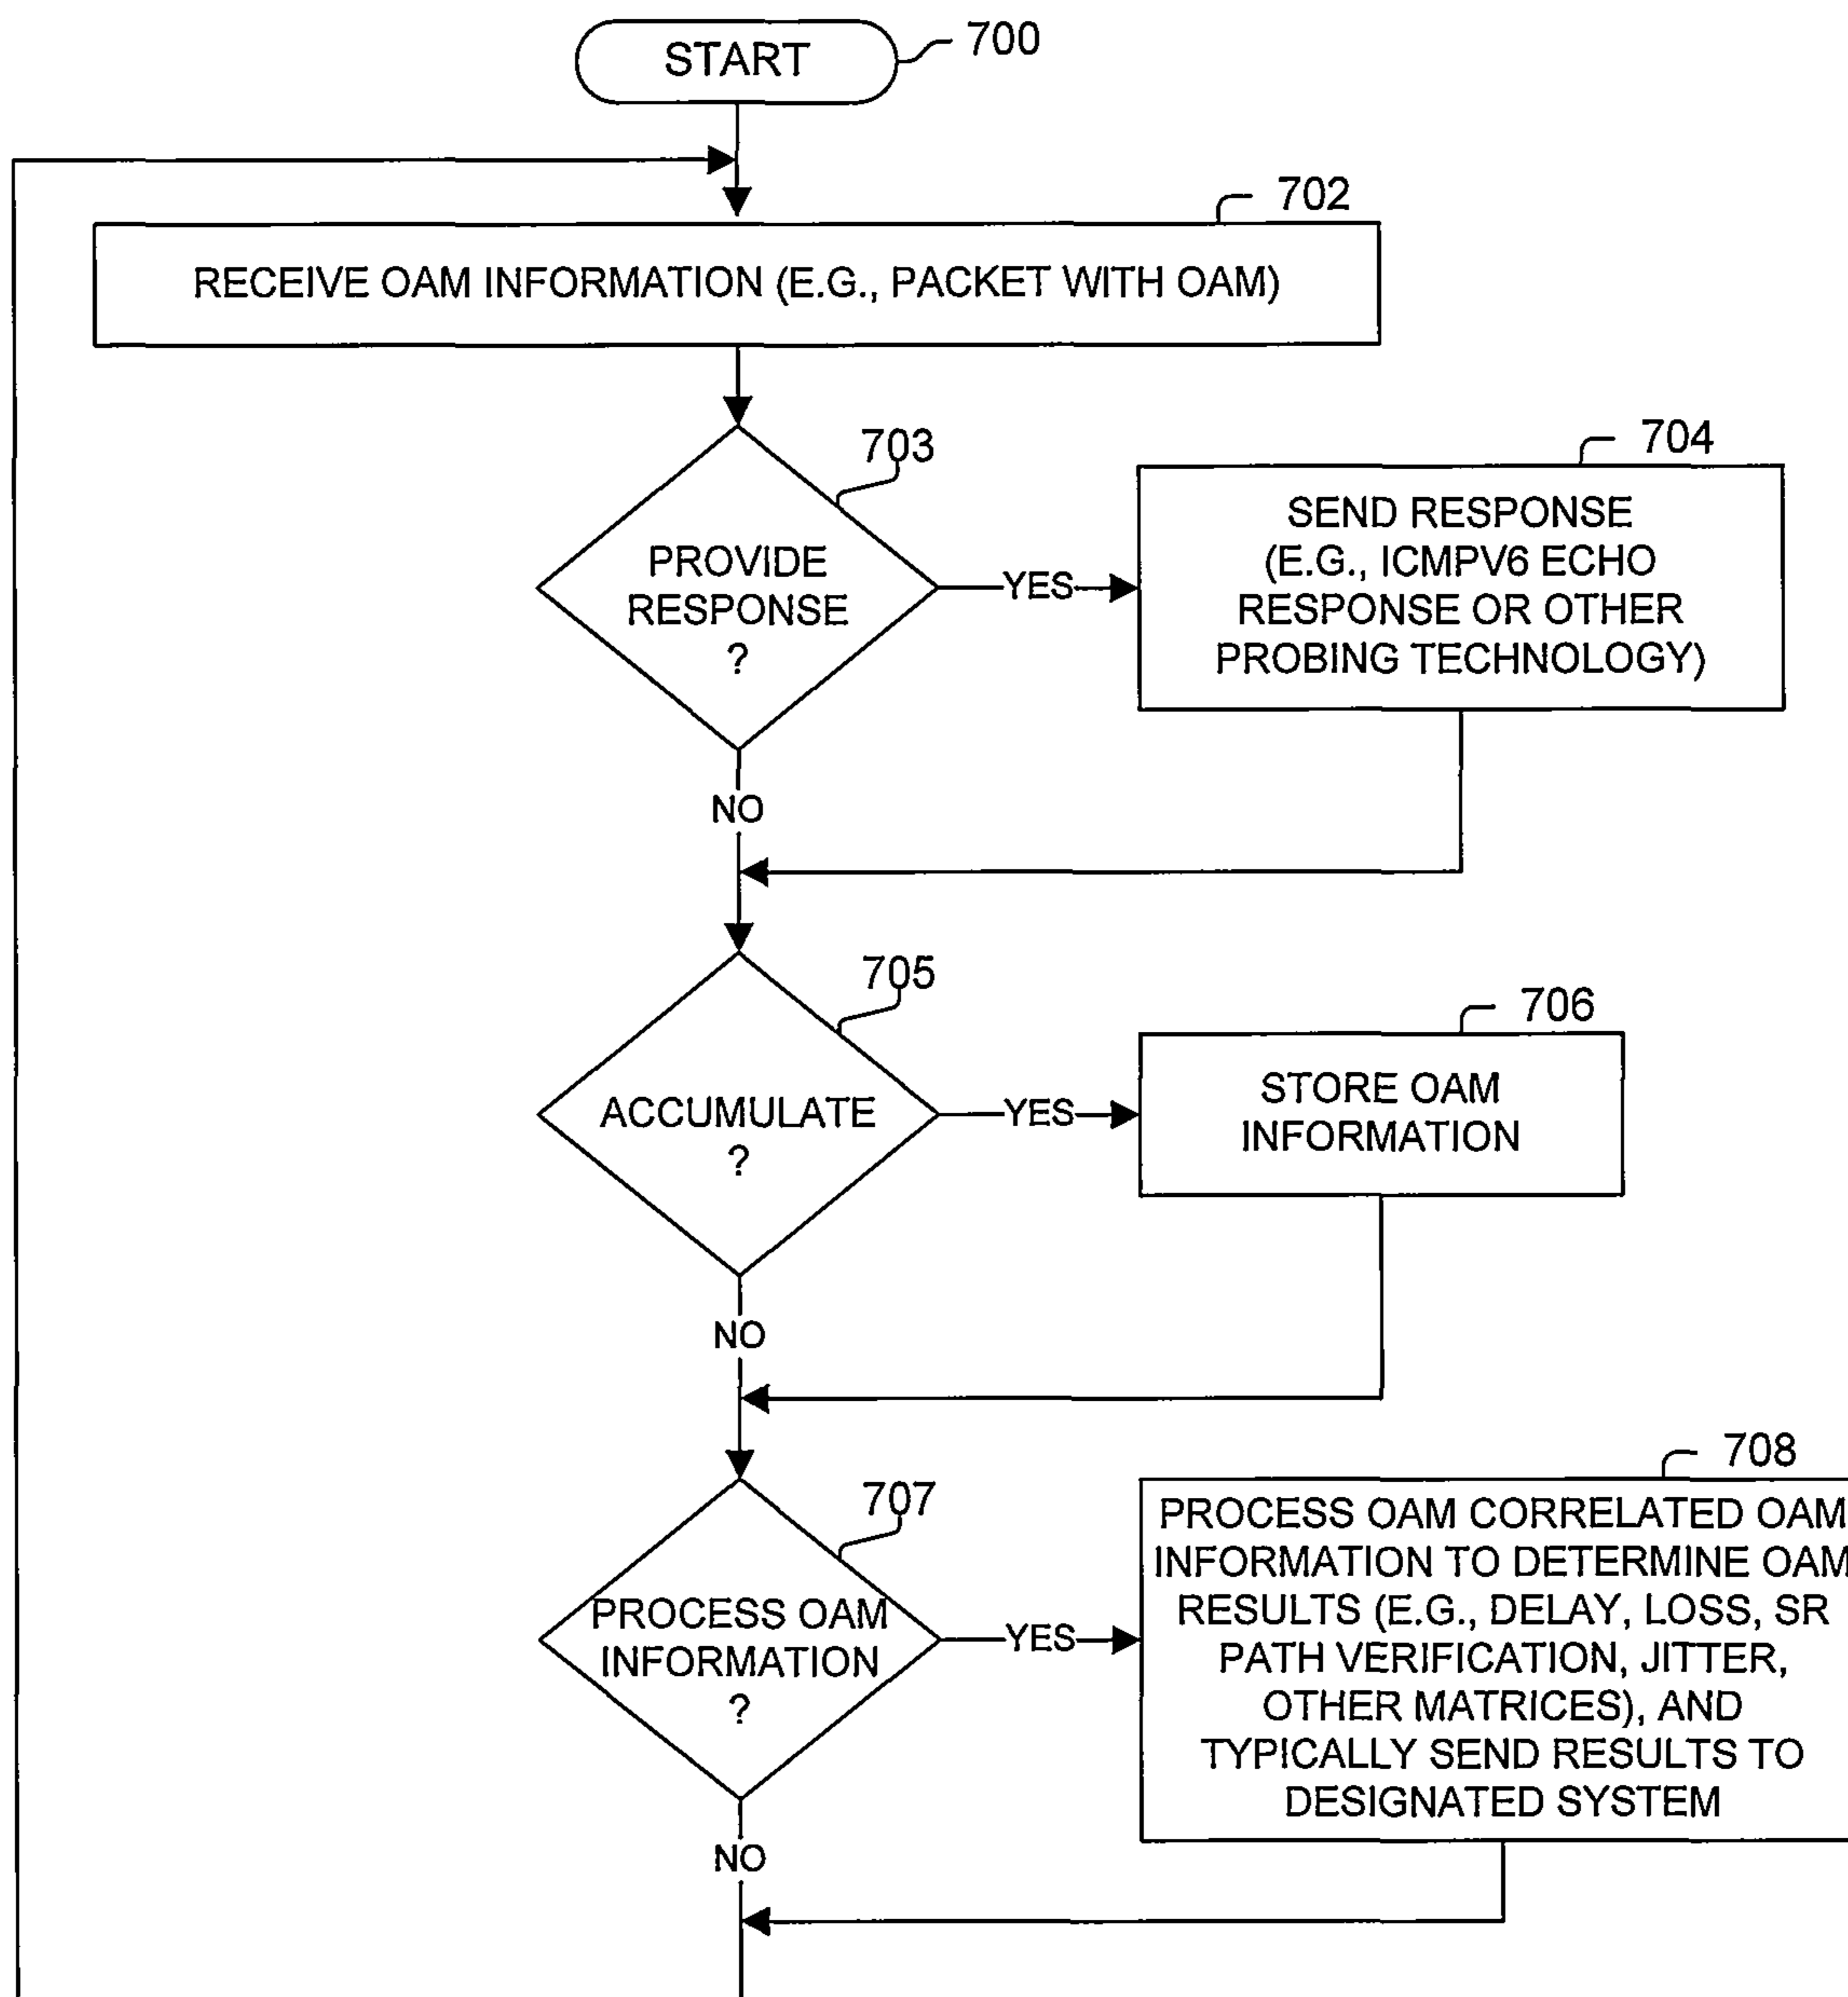 START
700
702
RECEIVE OAM INFORMATION (E.G., PACKET WITH OAM)
703
PROVIDE
RESPONSE
?
YES
704
SEND RESPONSE
(E.G., ICMPV6 ECHO
RESPONSE OR OTHER
PROBING TECHNOLOGY)
NO
705
ACCUMULATE
?
YES
706
STORE OAM
INFORMATION
NO
707
PROCESS OAM
INFORMATION
?
YES
708
PROCESS OAM CORRELATED OAM
INFORMATION TO DETERMINE OAM
RESULTS (E.G., DELAY, LOSS, SR
PATH VERIFICATION, JITTER,
OTHER MATRICES), AND
TYPICALLY SEND RESULTS TO
DESIGNATED SYSTEM
NO